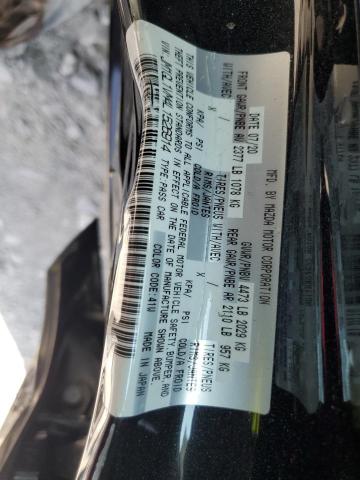 MFD. BY MAZDA MOTOR CORPORATION
DATE 07/20 GVWR/PNBV 4473 LB 2029 KG
FRONT GAWR/PNBE AV 2377 LB 1078 KG REAR GAWR/PNBE AR 2110 LB 957 KG
WITH/AVEC TIRES/PNEUS WITH/AVEC TIRES/PNEUS
X RIMS/JANTES X RIMS/JANTES
KPA/ PSI COLD/A FROID KPA/ PSI COLD/A FROID
THIS VEHICLE CONFORMS TO ALL APPLICABLE FEDERAL MOTOR VEHICLE SAFETY, BUMPER, AND
THEFT PREVENTION STANDARDS IN EFFECT ON THE DATE OF MANUFACTURE SHOWN ABOVE.
TYPE: PASS CAR MADE IN JAPAN
COLOR CODE: 41W